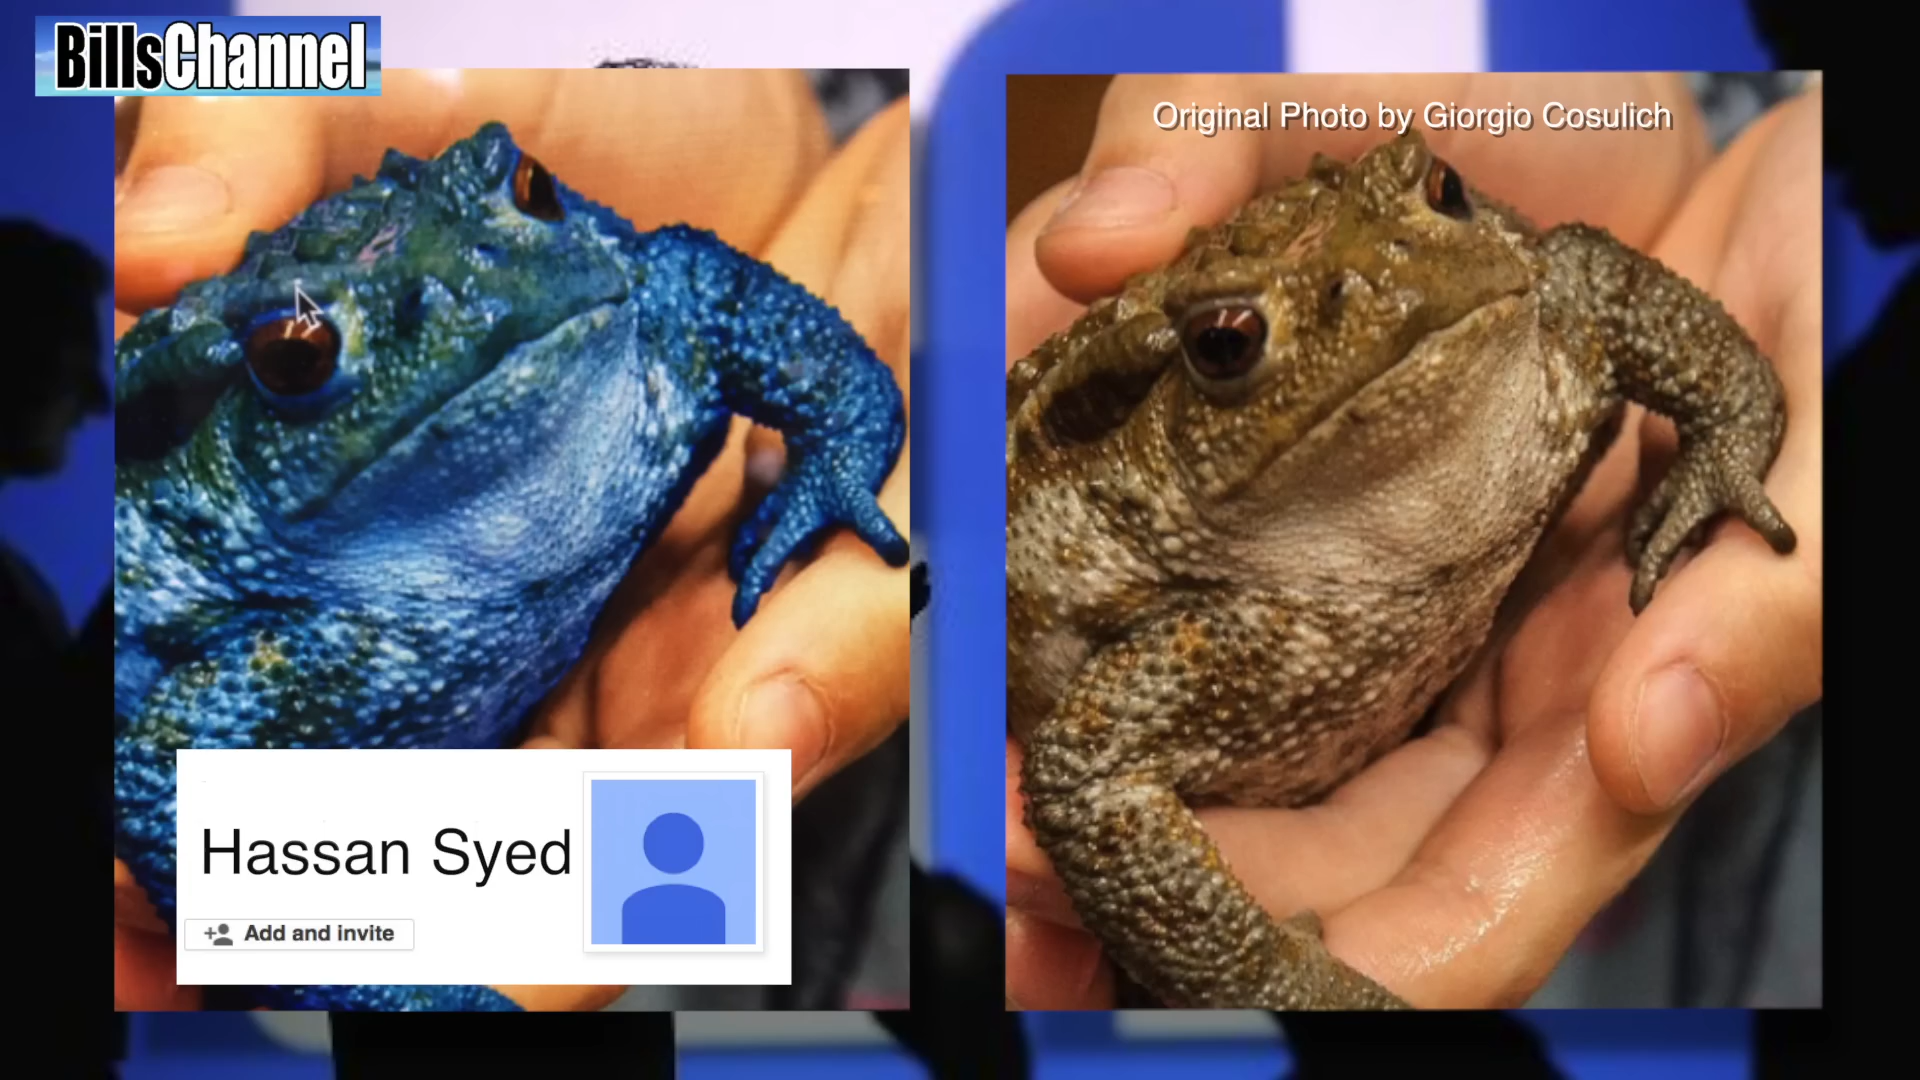 BillsChannel
Original Photo by Giorgio Cosulich
Hassan Syed
Add and invite